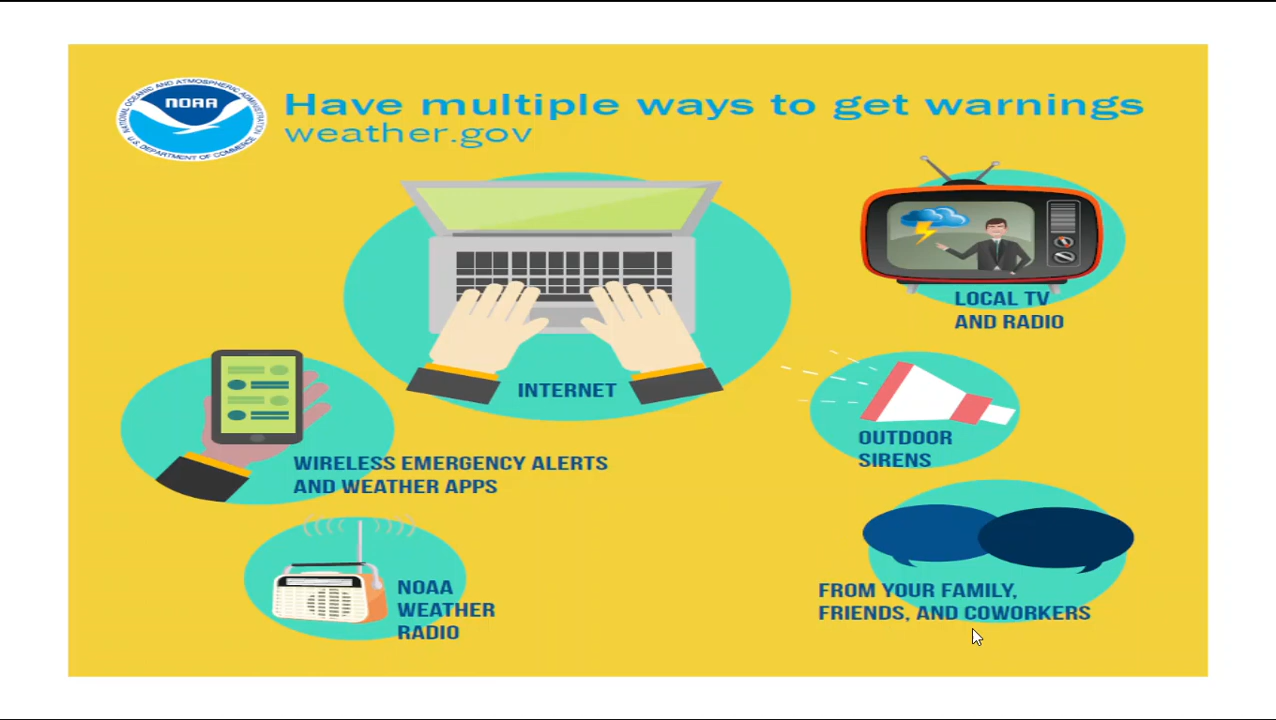 NATIONAL OCEANIC AND ATMOSPHERIC ADMINISTRATION
NOAA
U.S. DEPARTMENT OF COMMERCE
Have multiple ways to get warnings
weather.gov
LOCAL TV
AND RADIO
INTERNET
OUTDOOR
SIRENS
WIRELESS EMERGENCY ALERTS
AND WEATHER APPS
NOAA
WEATHER
RADIO
FROM YOUR FAMILY,
FRIENDS, AND COWORKERS